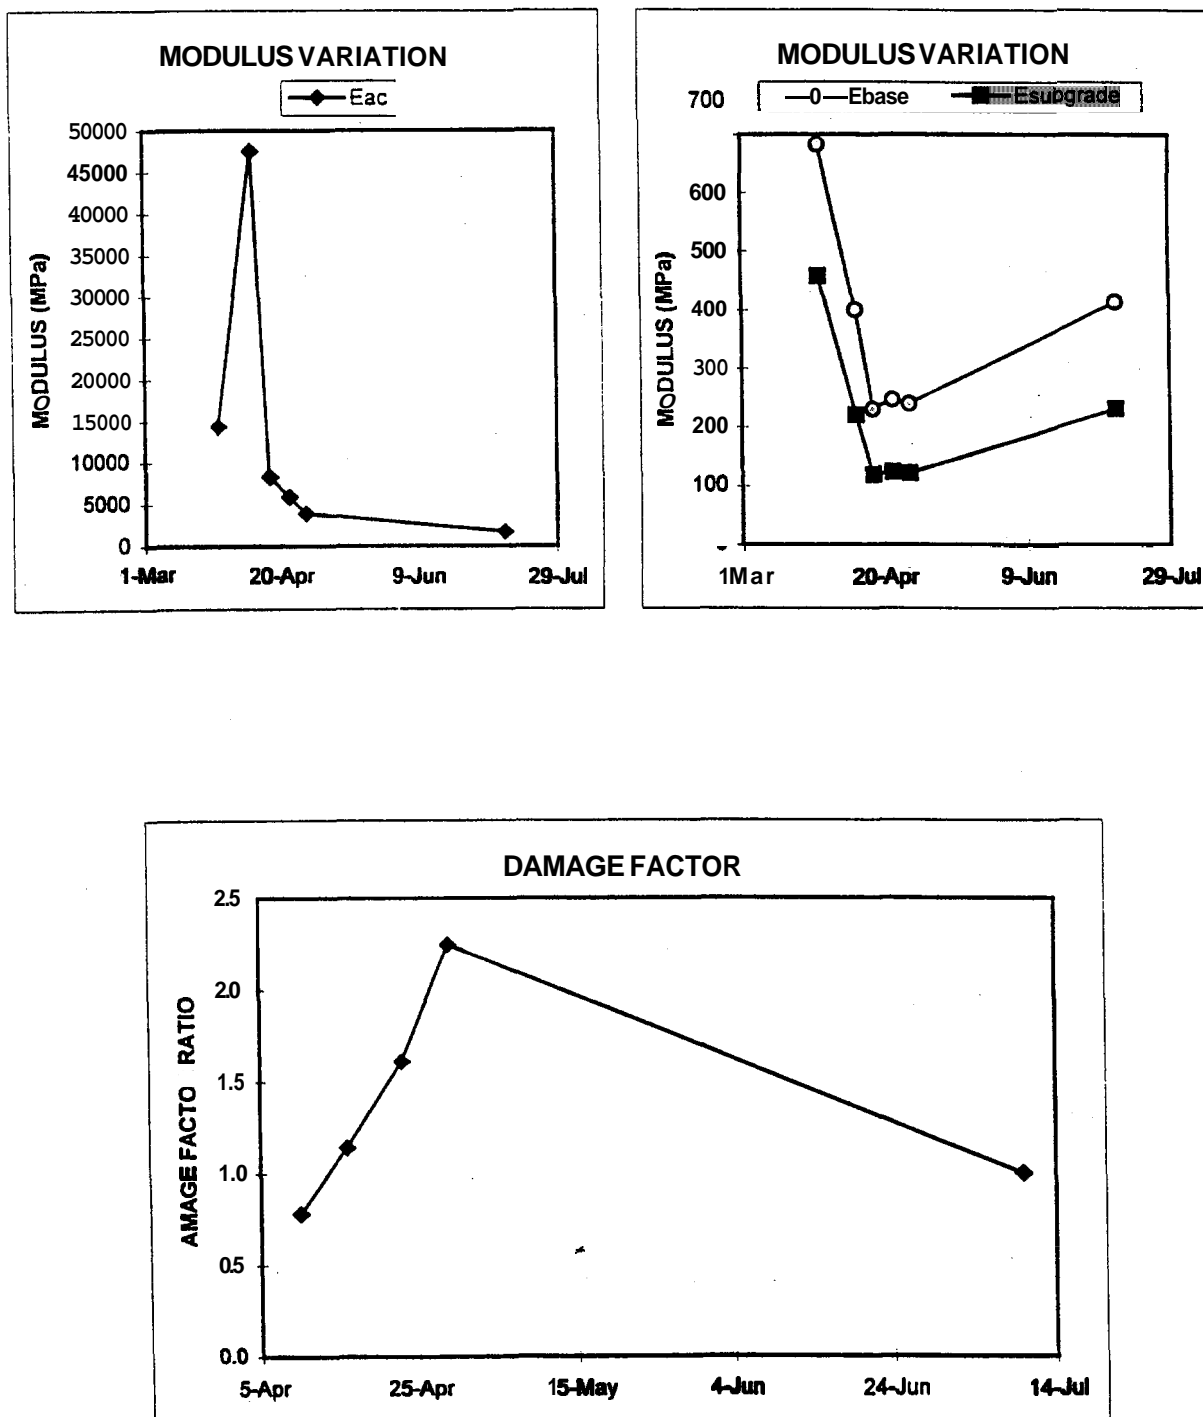 MODULUS VARIATION
Eac
50000
45000
40000
35000
30000
25000
20000
15000
10000
5000
0
MODULUS (MPa)
1-Mar 20-Apr 9-Jun 29-Jul
MODULUS VARIATION
700
—0—Ebase Esubgrade
600
500
400
300
200
100
-
MODULUS (MPa)
1Mar 20-Apr 9-Jun 29-Jul
DAMAGE FACTOR
2.5
2.0
1.5
1.0
0.5
0.0
AMAGE FACTO RATIO
5-Apr 25-Apr 15-May 4-Jun 24-Jun 14-Jul